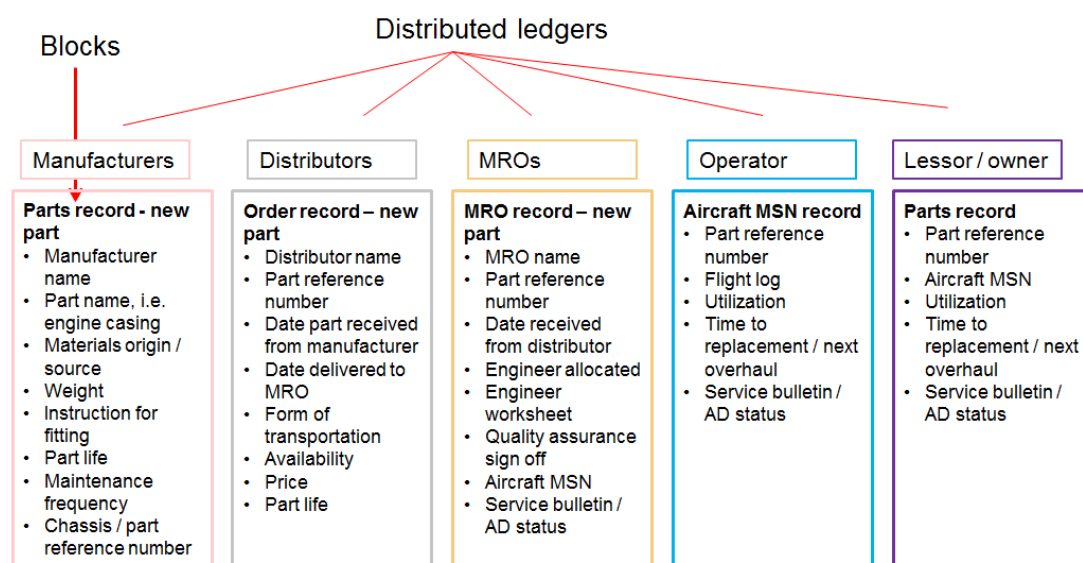 Blocks
Distributed ledgers
Manufacturers
Distributors
MROs
Operator
Lessor / owner
Parts record - new
part
• Manufacturer
name
• Part name, i.e.
engine casing
• Materials origin /
source
• Weight
• Instruction for
fitting
• Part life
• Maintenance
frequency
• Chassis / part
reference number
Order record – new
part
• Distributor name
• Part reference
number
• Date part received
from manufacturer
• Date delivered to
MRO
• Form of
transportation
• Availability
• Price
• Part life
MRO record – new
part
• MRO name
• Part reference
number
• Date received
from distributor
• Engineer allocated
• Engineer
worksheet
• Quality assurance
sign off
• Aircraft MSN
• Service bulletin /
AD status
Aircraft MSN record
• Part reference
number
• Flight log
• Utilization
• Time to
replacement / next
overhaul
• Service bulletin /
AD status
Parts record
• Part reference
number
• Aircraft MSN
• Utilization
• Time to
replacement / next
overhaul
• Service bulletin /
AD status